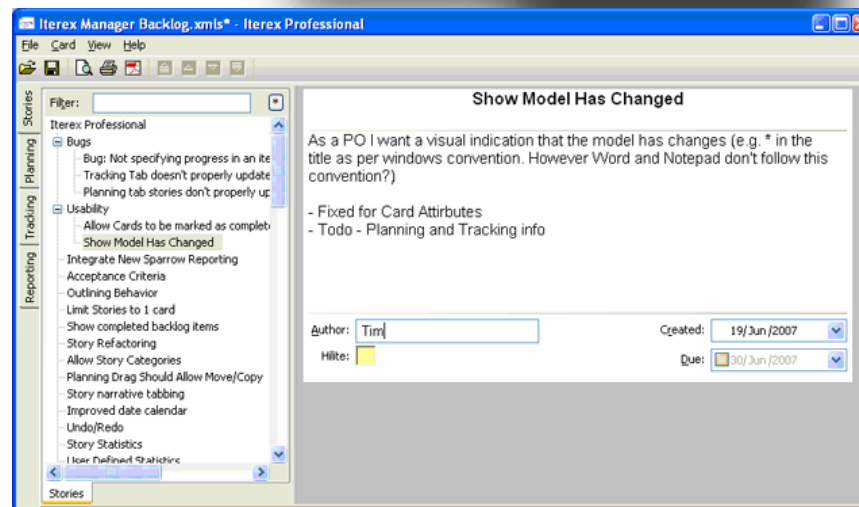 Iterex Manager Backlog.xmls* - Iterex Professional
File Card View Help
Stories
Planning
Tracking
Reporting
Filter:
*
Iterex Professional
Bugs
Bug: Not specifying progress in an ite
Tracking Tab doesn't properly update
Planning tab stories don't properly up
Usability
Allow Cards to be marked as complet
Show Model Has Changed
Integrate New Sparrow Reporting
Acceptance Criteria
Outlining Behavior
Limit Stories to 1 card
Show completed backlog items
Story Refactoring
Allow Story Categories
Planning Drag Should Allow Move/Copy
Story narrative tabbing
Improved date calendar
Undo/Redo
Story Statistics
User Defined Statistics
Stories
Show Model Has Changed
As a PO I want a visual indication that the model has changes (e.g. * in the
title as per windows convention. However Word and Notepad don't follow this
convention?)
- Fixed for Card Attirbutes
- Todo - Planning and Tracking info
Author: Tim
Created: 19/Jun/2007
Hilite:
Due: 30/Jun/2007